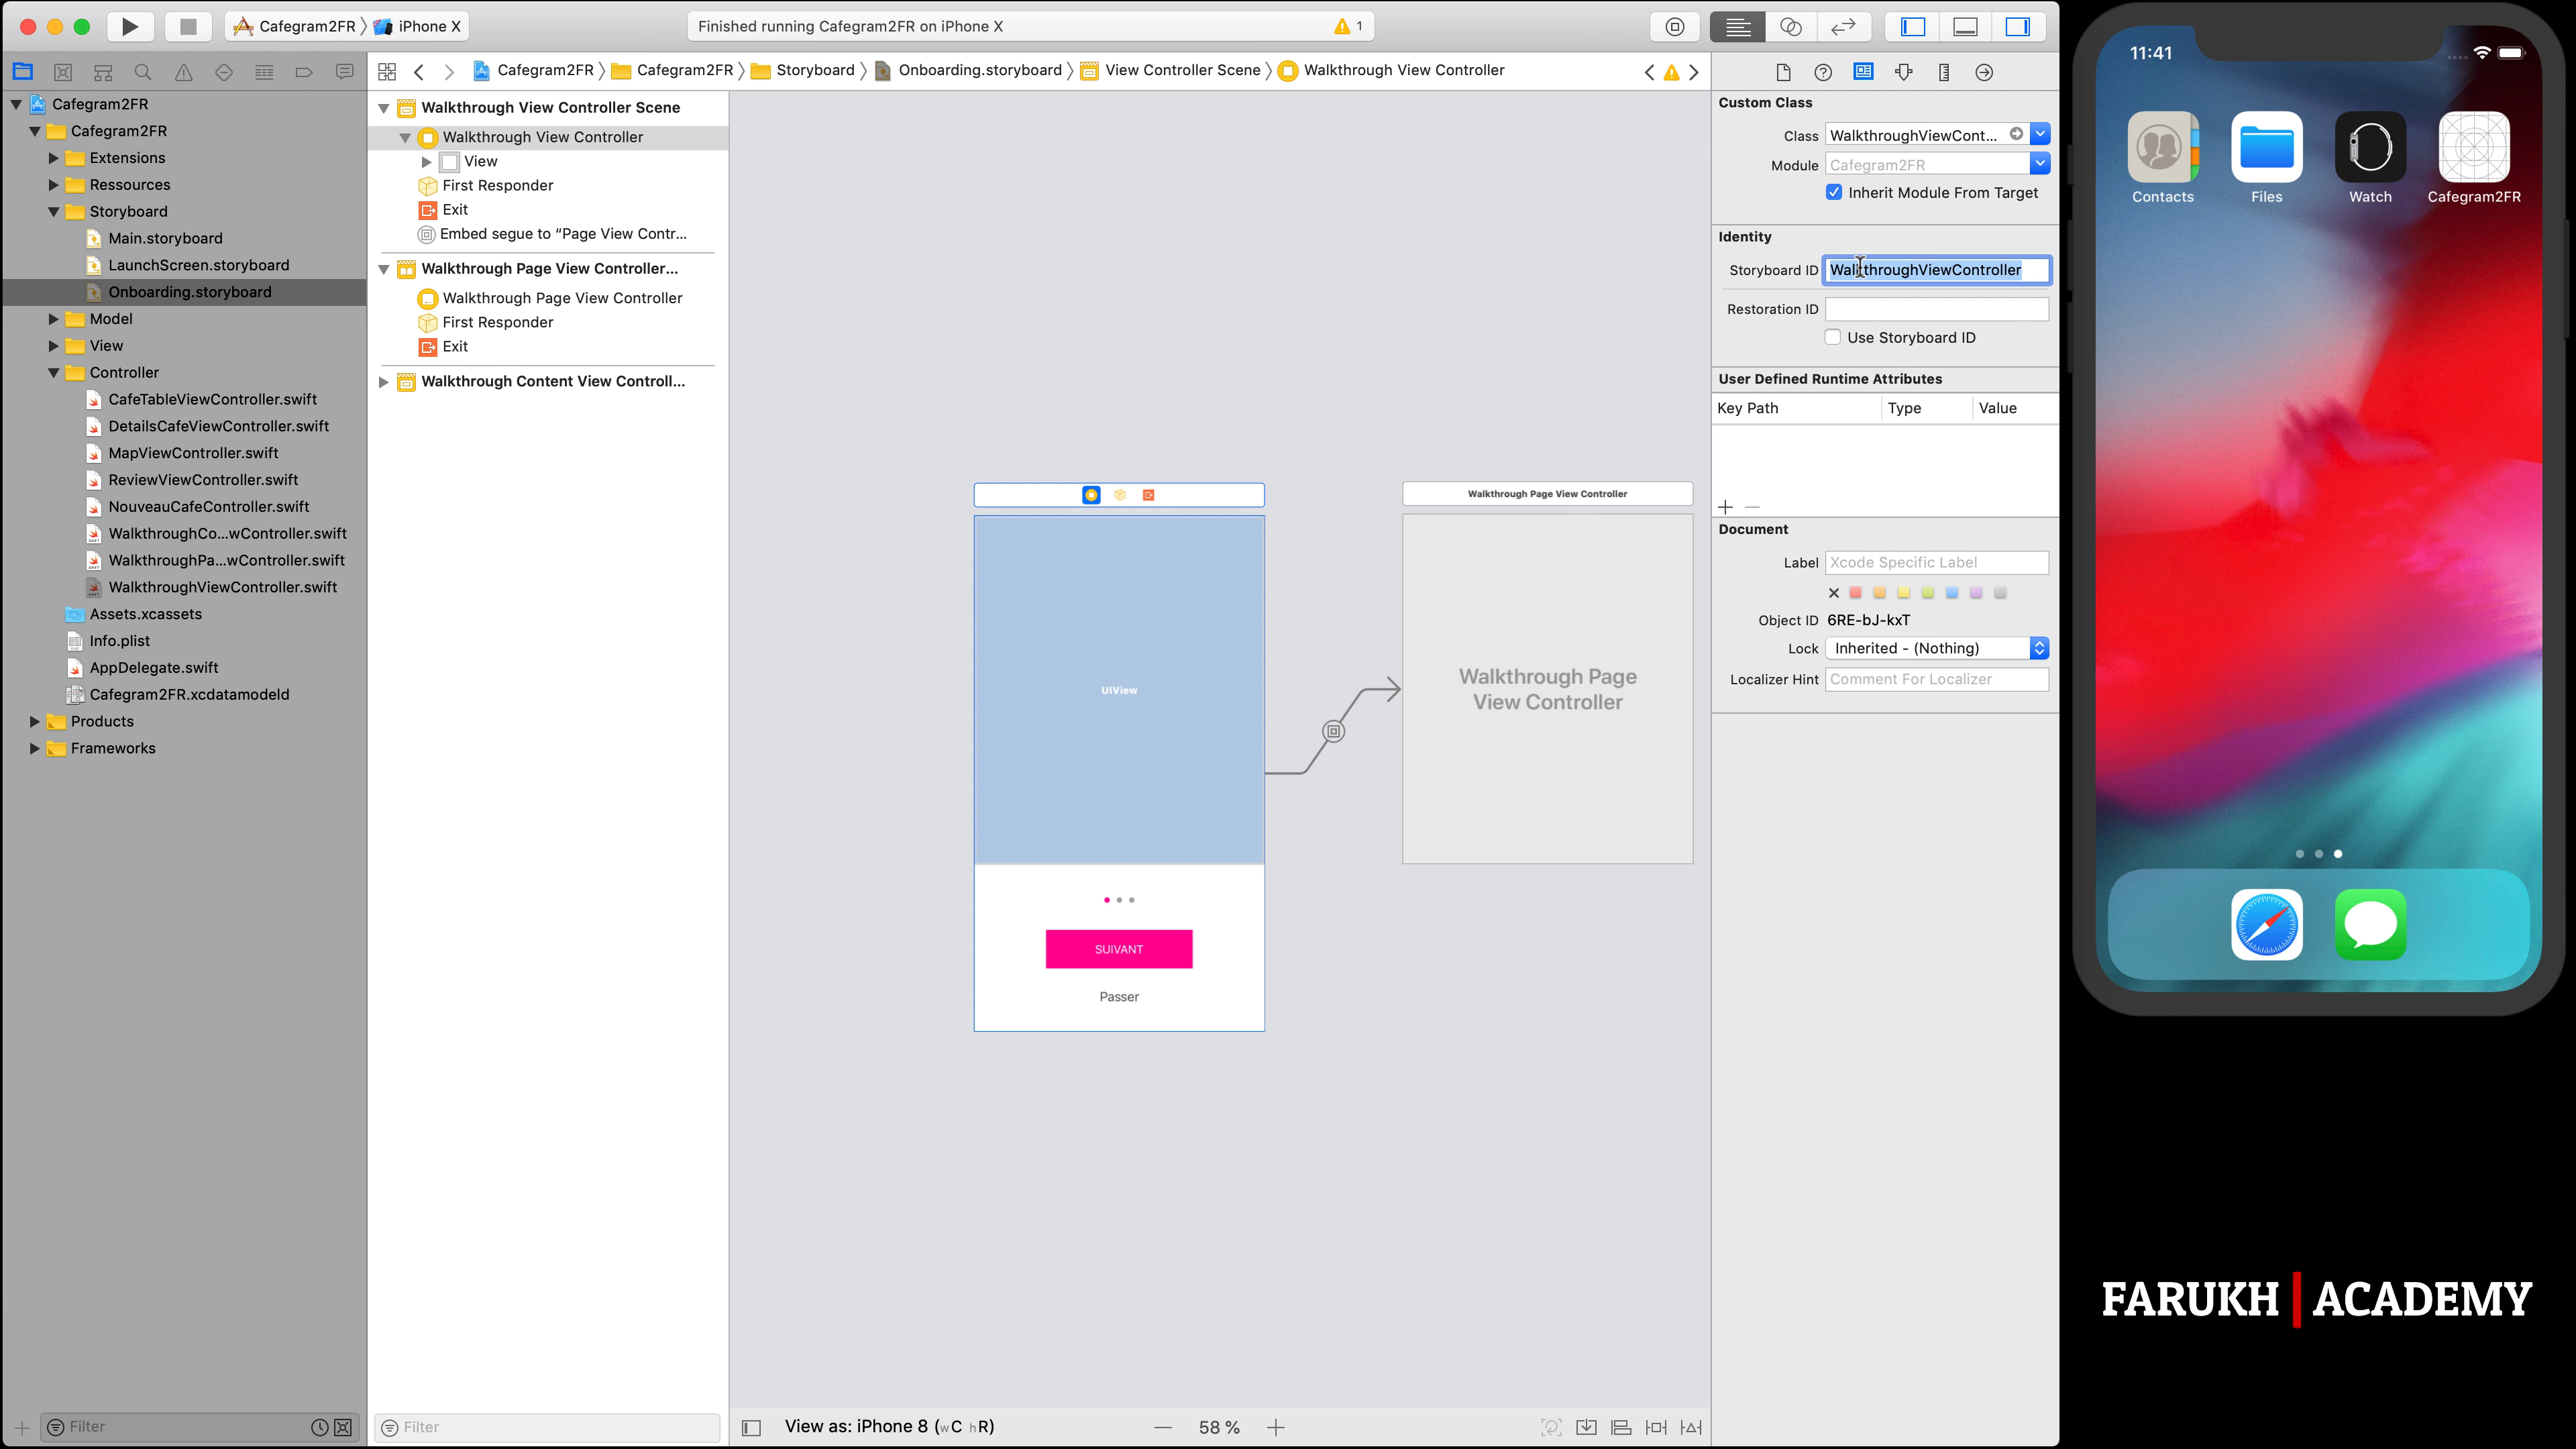 Cafegram2FR 〉 iPhone X
Finished running Cafegram2FR on iPhone X
1
Cafegram2FR
Cafegram2FR
Extensions
Ressources
Storyboard
Main.storyboard
LaunchScreen.storyboard
Onboarding.storyboard
Model
View
Controller
CafeTableViewController.swift
DetailsCafeViewController.swift
MapViewController.swift
ReviewViewController.swift
NouveauCafeController.swift
WalkthroughCo...wController.swift
WalkthroughPa...wController.swift
WalkthroughViewController.swift
Assets.xcassets
Info.plist
AppDelegate.swift
Cafegram2FR.xcdatamodeld
Products
Frameworks
Filter
Cafegram2FR 〉 Cafegram2FR 〉 Storyboard 〉 Onboarding.storyboard 〉 View Controller Scene 〉 Walkthrough View Controller
Walkthrough View Controller Scene
Walkthrough View Controller
View
First Responder
Exit
Embed segue to “Page View Contr...
Walkthrough Page View Controller...
Walkthrough Page View Controller
First Responder
Exit
Walkthrough Content View Controll...
Filter
UIView
SUIVANT
Passer
Walkthrough Page View Controller
Walkthrough Page
View Controller
View as: iPhone 8 (wC hR)
58 %
Custom Class
Class WalkthroughViewCont...
Module Cafegram2FR
Inherit Module From Target
Identity
Storyboard ID WalkthroughViewController
Restoration ID
Use Storyboard ID
User Defined Runtime Attributes
Key Path Type Value
Document
Label Xcode Specific Label
Object ID 6RE-bJ-kxT
Lock Inherited - (Nothing)
Localizer Hint Comment For Localizer
11:41
Contacts Files Watch Cafegram2FR
FARUKH | ACADEMY